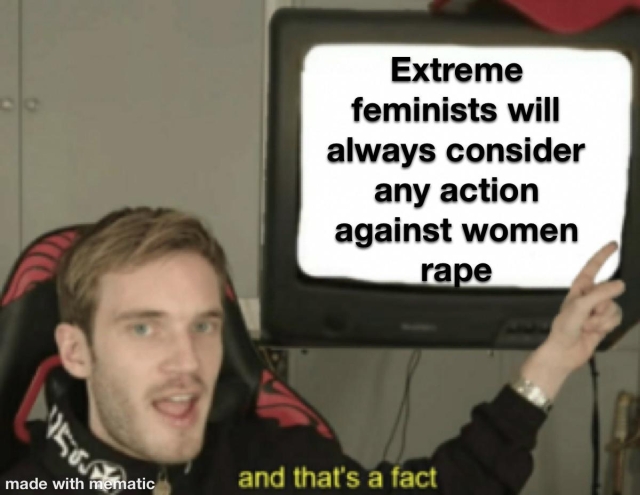 Extreme
feminists will
always consider
any action
against women
rape
and that's a fact
made with mematic